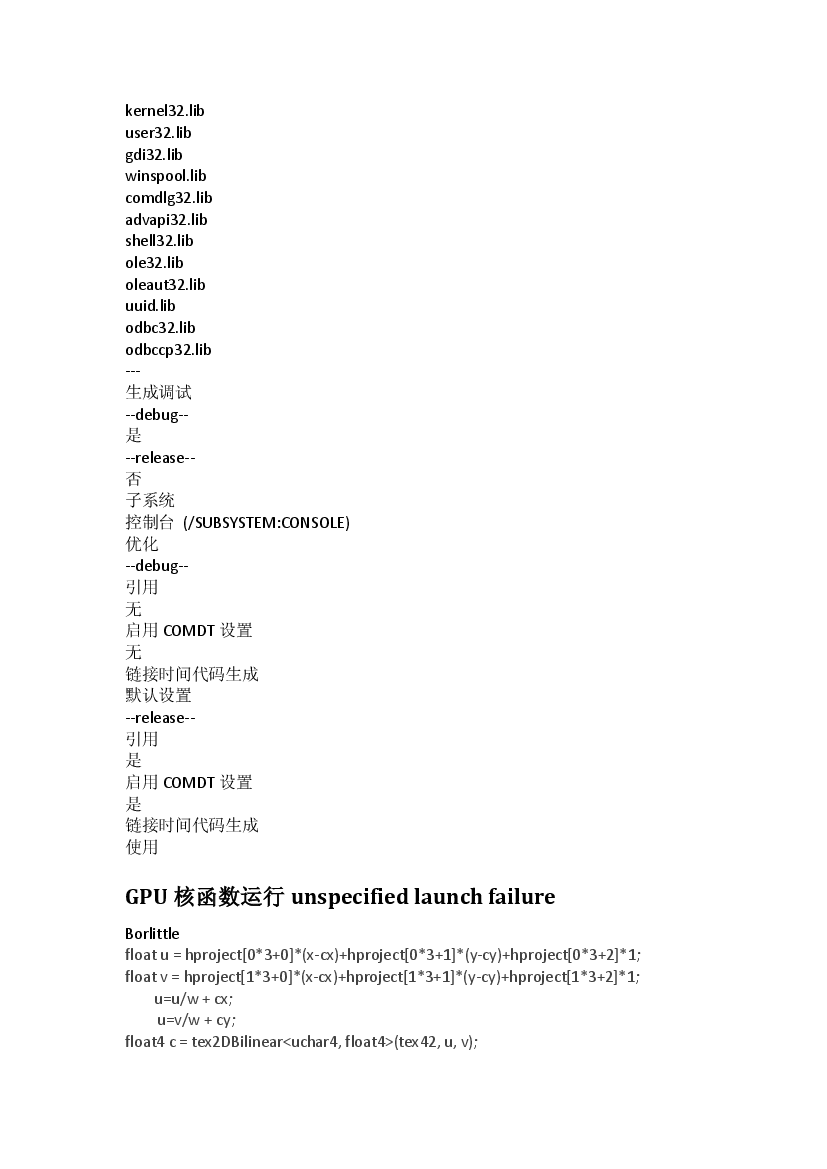 kernel32.lib
user32.lib
gdi32.lib
winspool.lib
comdlg32.lib
advapi32.lib
shell32.lib
ole32.lib
oleaut32.lib
uuid.lib
odbc32.lib
odbccp32.lib
---
生成调试
--debug--
是
--release--
否
子系统
控制台 (/SUBSYSTEM:CONSOLE)
优化
--debug--
引用
无
启用 COMDT 设置
无
链接时间代码生成
默认设置
--release--
引用
是
启用 COMDT 设置
是
链接时间代码生成
使用
GPU 核函数运行 unspecified launch failure
Borlittle
float u = hproject[0*3+0]*(x-cx)+hproject[0*3+1]*(y-cy)+hproject[0*3+2]*1;
float v = hproject[1*3+0]*(x-cx)+hproject[1*3+1]*(y-cy)+hproject[1*3+2]*1;
u=u/w + cx;
u=v/w + cy;
float4 c = tex2DBilinear<uchar4, float4>(tex42, u, v);